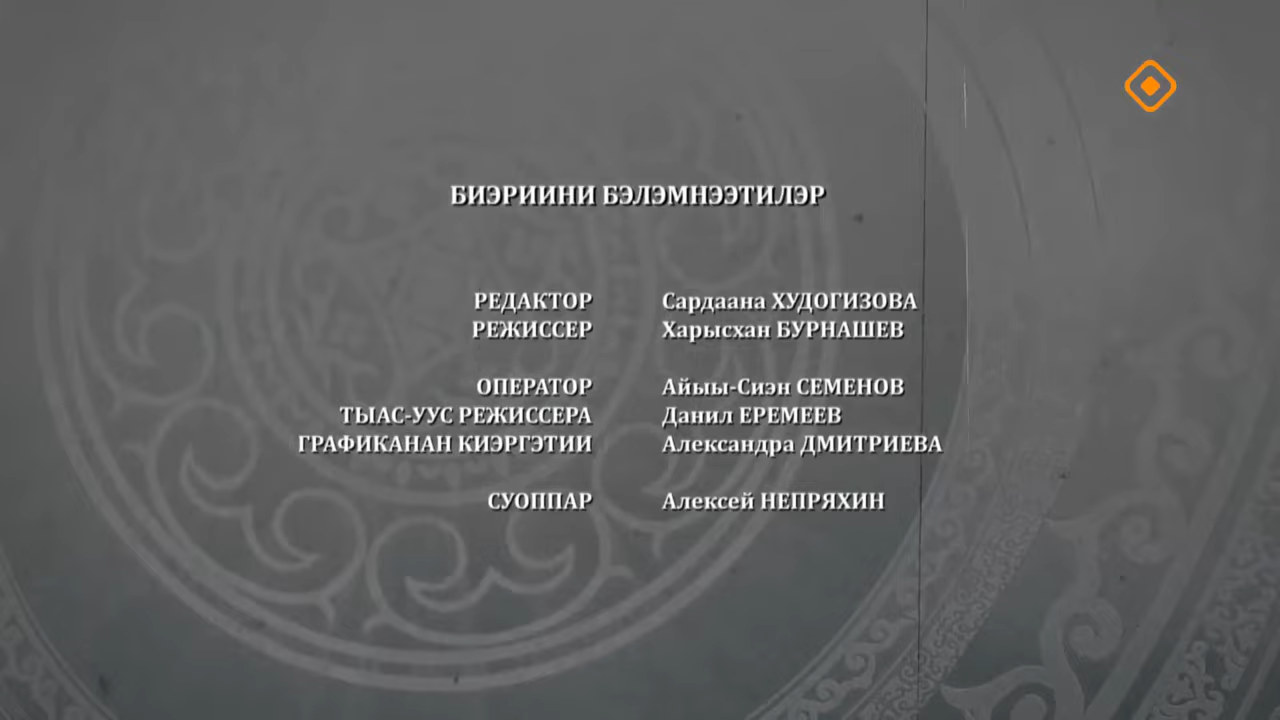 БИЭРИИНИ БЭЛЭМНЭЭТИЛЭР
РЕДАКТОР Сардаана ХУДОГИЗОВА
РЕЖИССЕР Харысхан БУРНАШЕВ
ОПЕРАТОР Айыы-Сиэн СЕМЕНОВ
ТЫАС-УУС РЕЖИССЕРА Данил ЕРЕМЕЕВ
ГРАФИКАНАН КИЭРГЭТИИ Александра ДМИТРИЕВА
СУОППАР Алексей НЕПРЯХИН